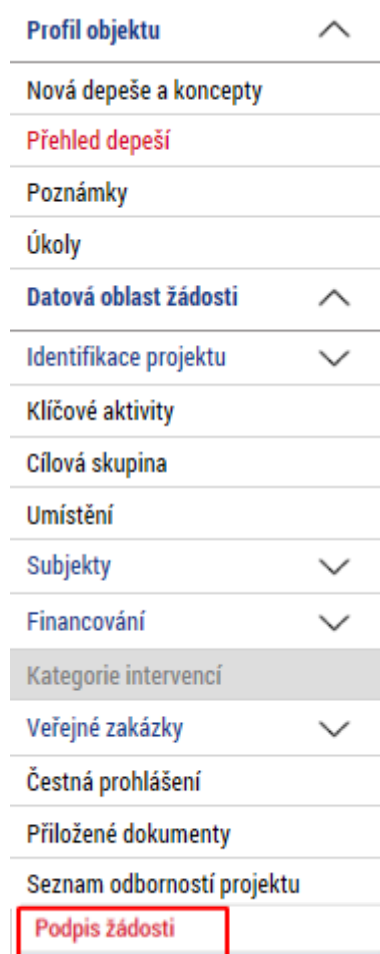 Profil objektu
Nová depeše a koncepty
Přehled depeší
Poznámky
Úkoly
Datová oblast žádosti
Identifikace projektu
Klíčové aktivity
Cílová skupina
Umístění
Subjekty
Financování
Kategorie intervencí
Veřejné zakázky
Čestná prohlášení
Přiložené dokumenty
Seznam odborností projektu
Podpis žádosti